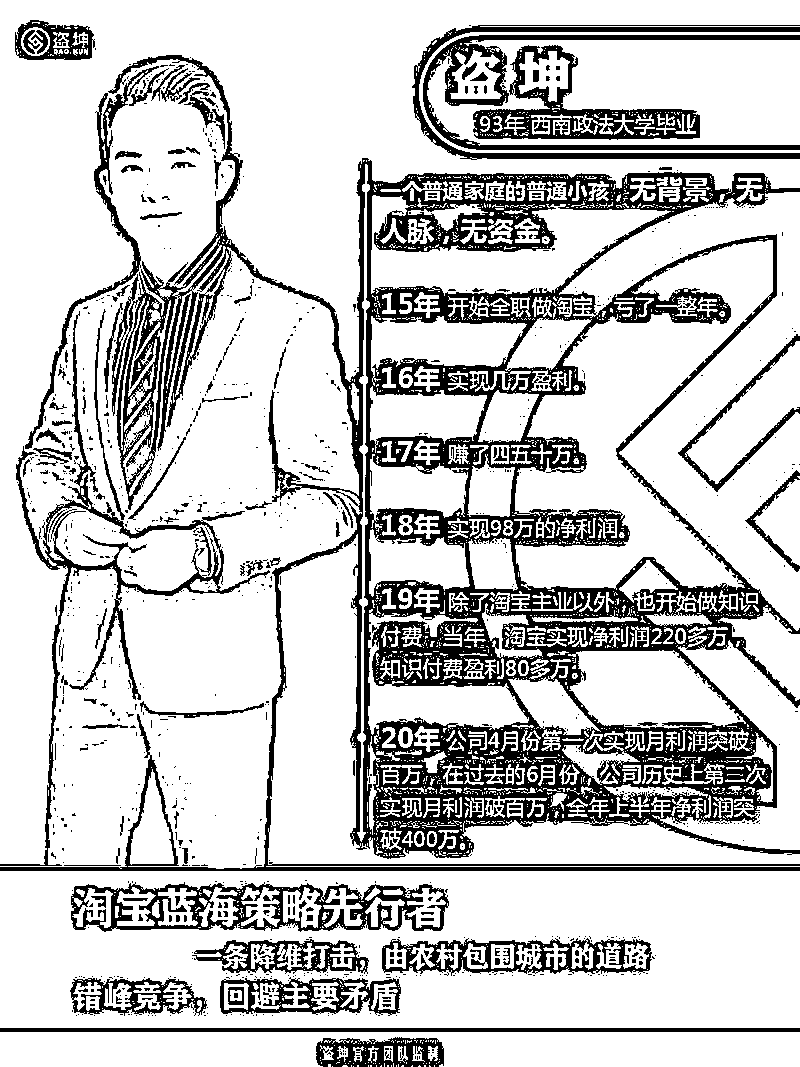 盗坤
DAO KUN
盗坤
93年 西南政法大学毕业
一个普通家庭的普通小孩，无背景，无
人脉，无资金。
15年 开始全职做淘宝，亏了一整年。
16年 实现几万盈利。
17年 赚了四五十万。
18年 实现98万的净利润。
19年 除了淘宝主业以外，也开始做知识
付费，当年，淘宝实现净利润220多万，
知识付费盈利80多万。
20年 公司4月份第一次实现月利润突破
百万，在过去的6月份，公司历史上第三次
实现月利润破百万，全年上半年净利润突
破400万。
淘宝蓝海策略先行者
一条降维打击，由农村包围城市的道路
错峰竞争，回避主要矛盾
盗坤官方团队监制